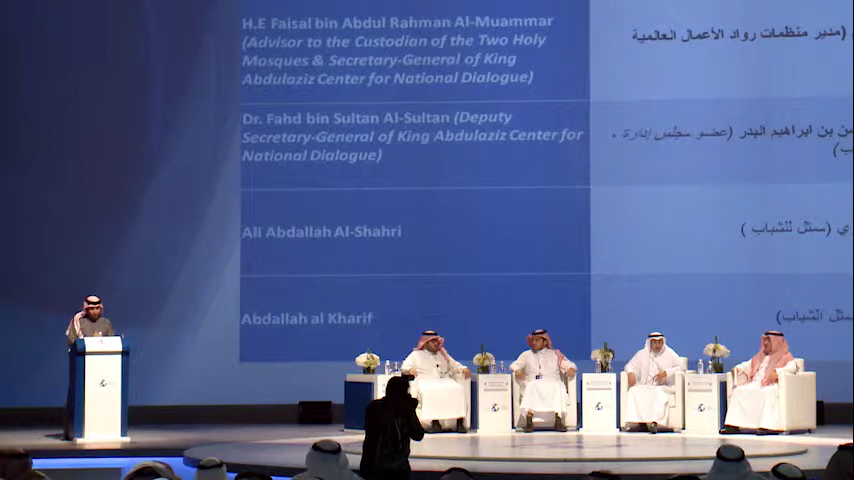 H.E Faisal bin Abdul Rahman Al-Muammar
(Advisor to the Custodian of the Two Holy
Mosques & Secretary-General of King
Abdulaziz Center for National Dialogue)
(مدير منظمات رواد الأعمال العالمية
Dr. Fahd bin Sultan Al-Sultan (Deputy
Secretary-General of King Abdulaziz Center for
National Dialogue)
بن ابراهيم البدر (عضو مجلس إدارة
Ali Abdallah Al-Shahri
ي (ممثل للشباب )
Abdallah al Kharif
ممثل الشباب)